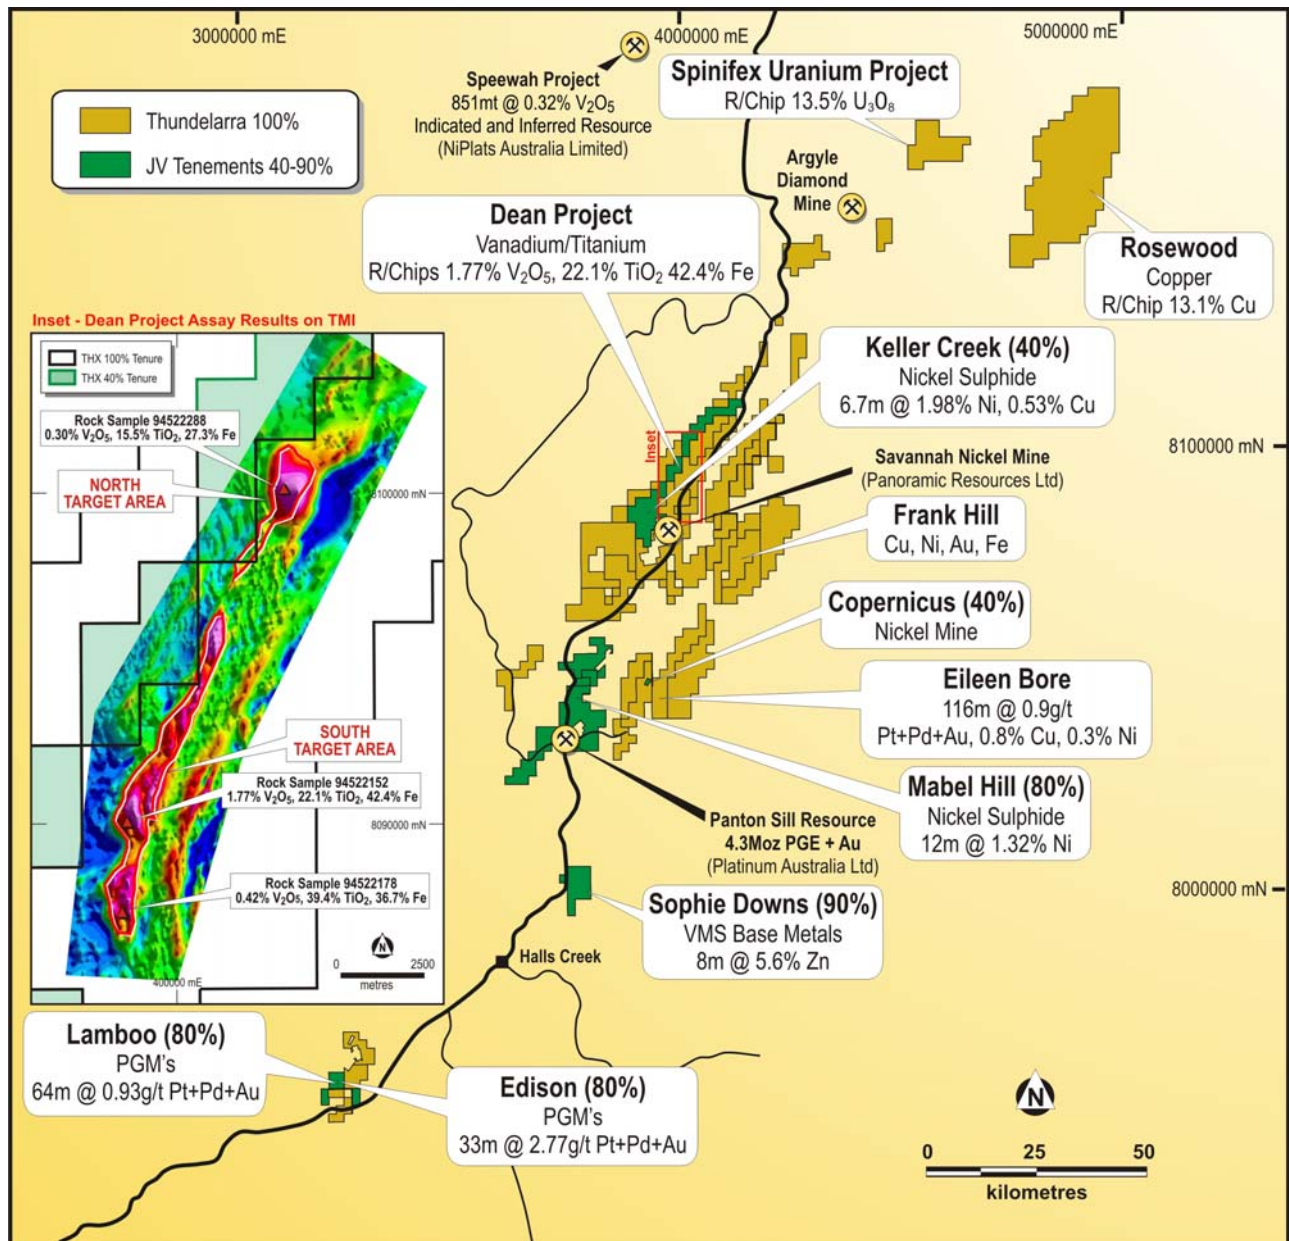 3000000 mE
4000000 mE
5000000 mE
Thundelarra 100%
JV Tenements 40-90%
Speewah Project
851mt @ 0.32% V₂O₅
Indicated and Inferred Resource
(NiPlats Australia Limited)
Spinifex Uranium Project
R/Chip 13.5% U₃O₈
Argyle
Diamond
Mine
Dean Project
Vanadium/Titanium
R/Chips 1.77% V₂O₅, 22.1% TiO₂ 42.4% Fe
Rosewood
Copper
R/Chip 13.1% Cu
Keller Creek (40%)
Nickel Sulphide
6.7m @ 1.98% Ni, 0.53% Cu
Inset
8100000 mN
Savannah Nickel Mine
(Panoramic Resources Ltd)
Frank Hill
Cu, Ni, Au, Fe
Copernicus (40%)
Nickel Mine
Eileen Bore
116m @ 0.9g/t
Pt+Pd+Au, 0.8% Cu, 0.3% Ni
Mabel Hill (80%)
Nickel Sulphide
12m @ 1.32% Ni
Panton Sill Resource
4.3Moz PGE + Au
(Platinum Australia Ltd)
8000000 mN
Sophie Downs (90%)
VMS Base Metals
8m @ 5.6% Zn
Halls Creek
Inset - Dean Project Assay Results on TMI
THX 100% Tenure
THX 40% Tenure
Rock Sample 94522288
0.30% V₂O₅, 15.5% TiO₂, 27.3% Fe
NORTH
TARGET AREA
8100000 mN
SOUTH
TARGET AREA
Rock Sample 94522152
1.77% V₂O₅, 22.1% TiO₂, 42.4% Fe
8090000 mN
Rock Sample 94522178
0.42% V₂O₅, 39.4% TiO₂, 36.7% Fe
N
0 2500
metres
400000 mE
Lamboo (80%)
PGM's
64m @ 0.93g/t Pt+Pd+Au
Edison (80%)
PGM's
33m @ 2.77g/t Pt+Pd+Au
N
0 25 50
kilometres